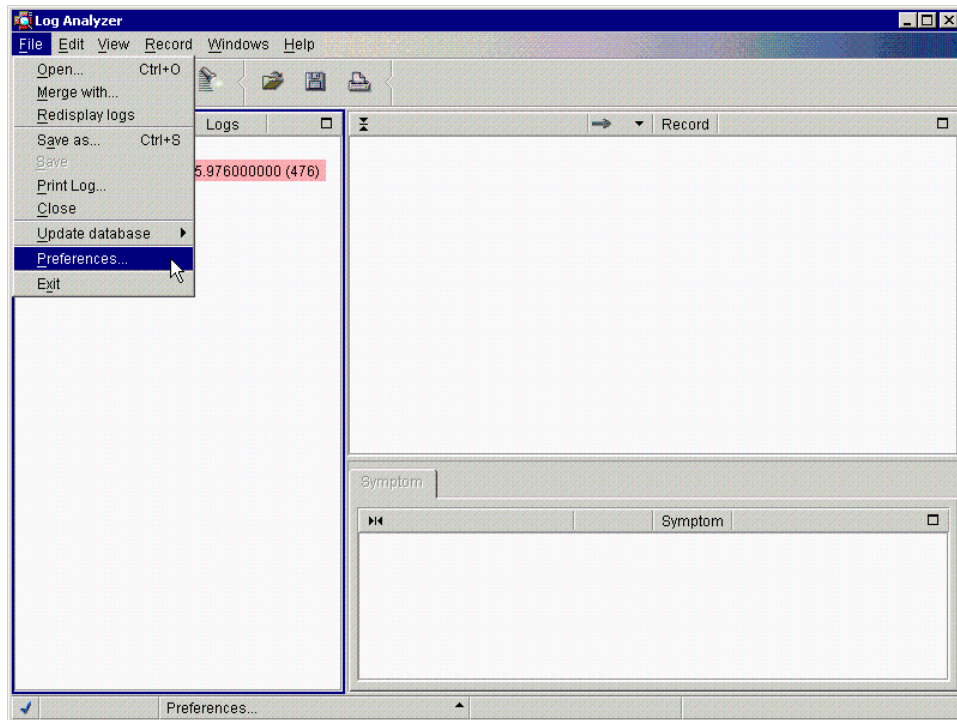 Log Analyzer
File Edit View Record Windows Help
Open... Ctrl+O
Merge with...
Redisplay logs
Save as... Ctrl+S
Save
Print Log...
Close
Update database
Preferences...
Exit
Logs
5.976000000 (476)
Record
Symptom
Symptom
Preferences...